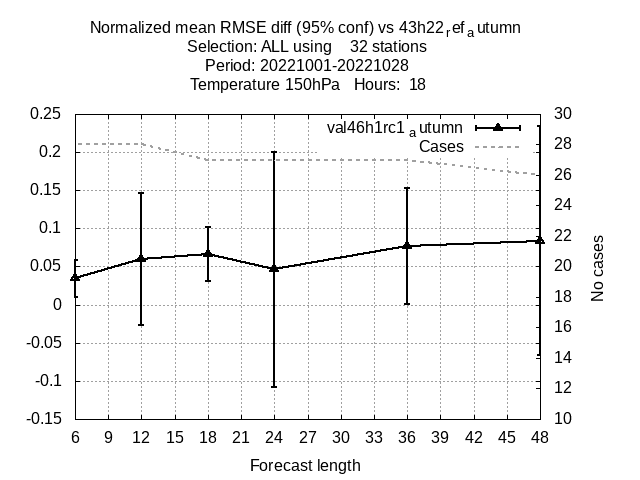 Normalized mean RMSE diff (95% conf) vs 43h22refautumn
Selection: ALL using 32 stations
Period: 20221001-20221028
Temperature 150hPa Hours: 18
val46h1rc1autumn
Cases
0.25
0.2
0.15
0.1
0.05
0
-0.05
-0.1
-0.15
30
28
26
24
22
20
18
16
14
12
10
No cases
6 9 12 15 18 21 24 27 30 33 36 39 42 45 48
Forecast length